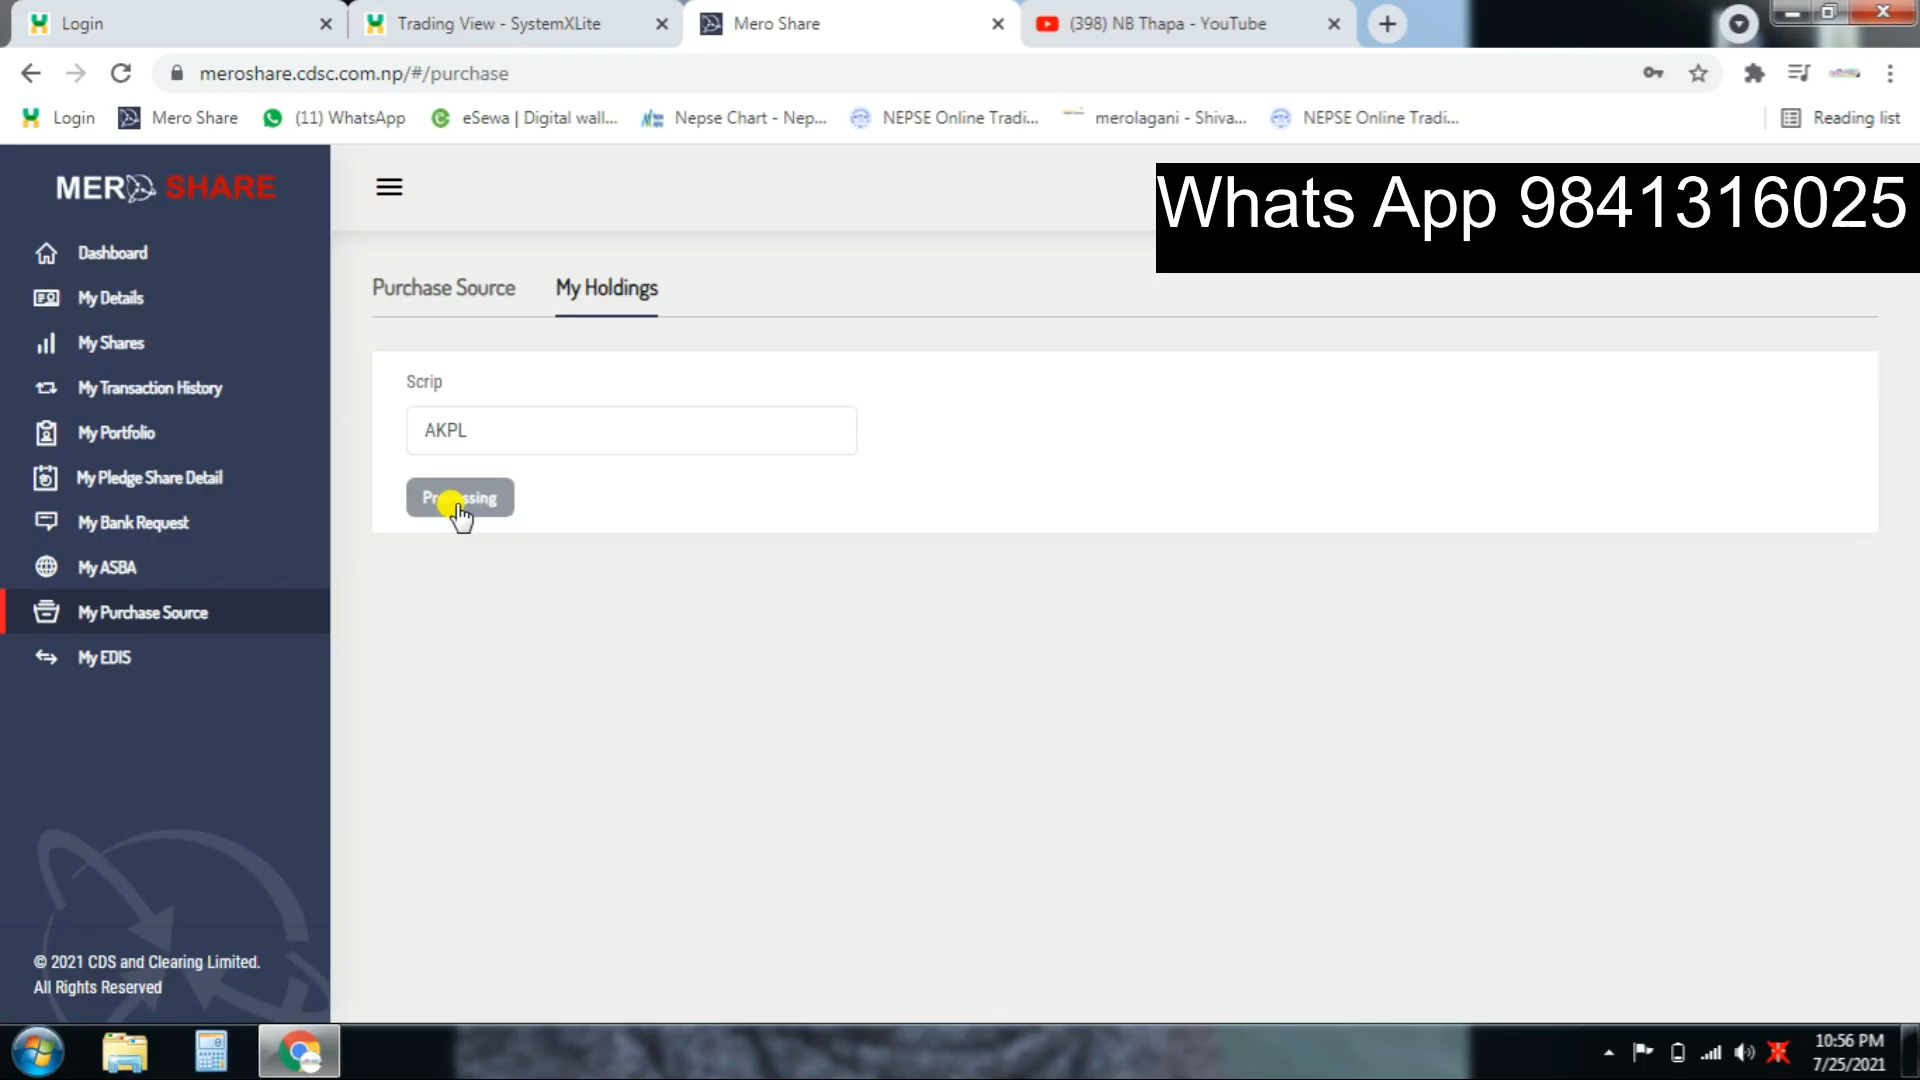 Login
Trading View - SystemXLite
Mero Share
(398) NB Thapa - YouTube
meroshare.cdsc.com.np/#/purchase
Login
Mero Share
(11) WhatsApp
eSewa | Digital wall...
Nepse Chart - Nep...
NEPSE Online Tradi...
merolagani - Shiva...
NEPSE Online Tradi...
Reading list
MERO SHARE
Whats App 9841316025
Dashboard
My Details
My Shares
My Transaction History
My Portfolio
My Pledge Share Detail
My Bank Request
My ASBA
My Purchase Source
My EDIS
Purchase Source
My Holdings
Scrip
AKPL
Processing
© 2021 CDS and Clearing Limited.
All Rights Reserved
10:56 PM
7/25/2021